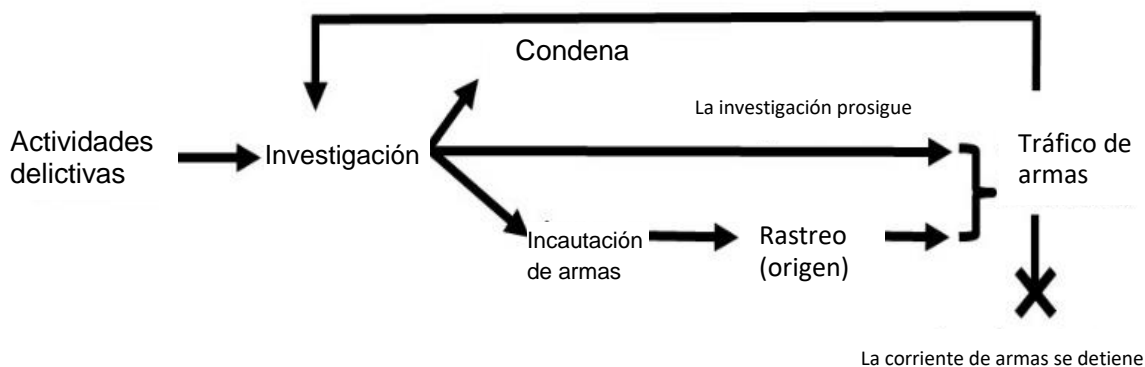 Condena
La investigación prosigue
Actividades
delictivas
Investigación
Tráfico de
armas
Incautación
de armas
Rastreo
(origen)
La corriente de armas se detiene